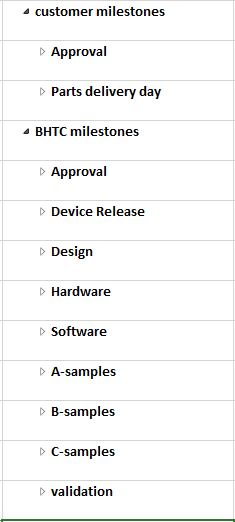 customer milestones
Approval
Parts delivery day
BHTC milestones
Approval
Device Release
Design
Hardware
Software
A-samples
B-samples
C-samples
validation